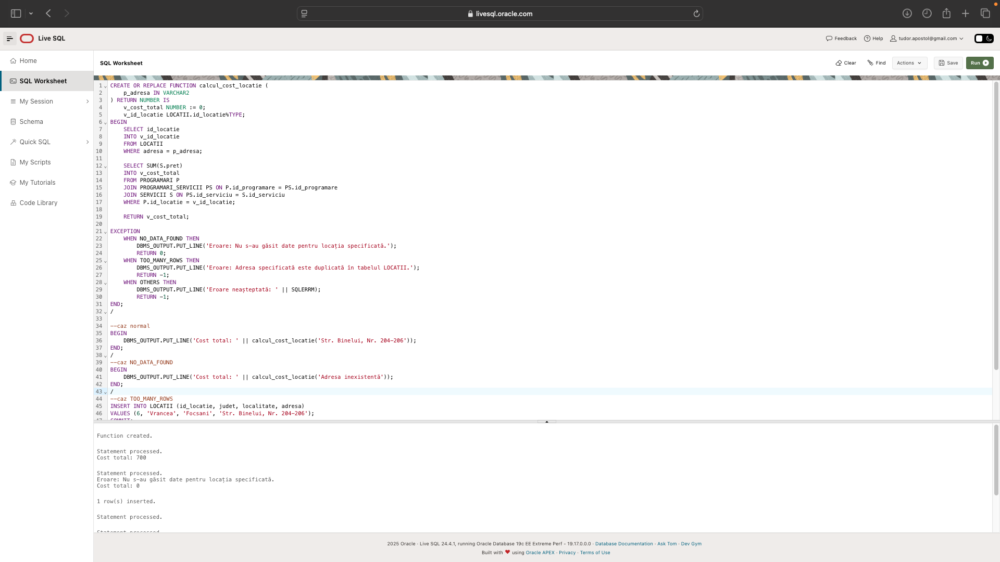 livesql.oracle.com
Live SQL
Feedback
Help
tudor.apostol@gmail.com
Home
SQL Worksheet
My Session
Schema
Quick SQL
My Scripts
My Tutorials
Code Library
SQL Worksheet
Clear
Find
Actions
Save
Run
1 CREATE OR REPLACE FUNCTION calcul_cost_locatie (
2 p_adresa IN VARCHAR2
3 ) RETURN NUMBER IS
4 v_cost_total NUMBER := 0;
5 v_id_locatie LOCATII.id_locatie%TYPE;
6 BEGIN
7 SELECT id_locatie
8 INTO v_id_locatie
9 FROM LOCATII
10 WHERE adresa = p_adresa;
11
12 SELECT SUM(S.pret)
13 INTO v_cost_total
14 FROM PROGRAMARI P
15 JOIN PROGRAMARI_SERVICII PS ON P.id_programare = PS.id_programare
16 JOIN SERVICII S ON PS.id_serviciu = S.id_serviciu
17 WHERE P.id_locatie = v_id_locatie;
18
19 RETURN v_cost_total;
20
21 EXCEPTION
22 WHEN NO_DATA_FOUND THEN
23 DBMS_OUTPUT.PUT_LINE('Eroare: Nu s-au găsit date pentru locația specificată.');
24 RETURN 0;
25 WHEN TOO_MANY_ROWS THEN
26 DBMS_OUTPUT.PUT_LINE('Eroare: Adresa specificată este duplicată în tabelul LOCATII.');
27 RETURN -1;
28 WHEN OTHERS THEN
29 DBMS_OUTPUT.PUT_LINE('Eroare neașteptată: ' || SQLERRM);
30 RETURN -1;
31 END;
32 /
33
34 --caz normal
35 BEGIN
36 DBMS_OUTPUT.PUT_LINE('Cost total: ' || calcul_cost_locatie('Str. Binelui, Nr. 204-206'));
37 END;
38 /
39 --caz NO_DATA_FOUND
40 BEGIN
41 DBMS_OUTPUT.PUT_LINE('Cost total: ' || calcul_cost_locatie('Adresa inexistentă'));
42 END;
43 /
44 --caz TOO_MANY_ROWS
45 INSERT INTO LOCATII (id_locatie, judet, localitate, adresa)
46 VALUES (6, 'Vrancea', 'Focsani', 'Str. Binelui, Nr. 204-206');
47 COMMIT;
Function created.
Statement processed.
Cost total: 700
Statement processed.
Eroare: Nu s-au găsit date pentru locația specificată.
Cost total: 0
1 row(s) inserted.
Statement processed.
Statement processed.
2025 Oracle · Live SQL 24.4.1, running Oracle Database 19c EE Extreme Perf - 19.17.0.0.0 · Database Documentation · Ask Tom · Dev Gym
Built with ❤ using Oracle APEX · Privacy · Terms of Use